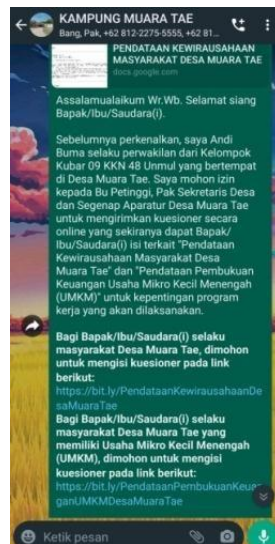 KAMPUNG MUARA TAE
Bang, Pak, +62 812-2275-5555, +62 81...
PENDATAAN KEWIRAUSAHAAN
MASYARAKAT DESA MUARA TAE
docs.google.com
Assalamualaikum Wr.Wb. Selamat siang
Bapak/Ibu/Saudara(i).
Sebelumnya perkenalkan, saya Andi
Buma selaku perwakilan dari Kelompok
Kubar 09 KKN 48 Unmul yang bertempat
di Desa Muara Tae. Saya mohon izin
kepada Bu Petinggi, Pak Sekretaris Desa
dan Segenap Aparatur Desa Muara Tae
untuk mengirimkan kuesioner secara
online yang sekiranya dapat Bapak/
Ibu/Saudara(i) isi terkait "Pendataan
Kewirausahaan Masyarakat Desa
Muara Tae" dan "Pendataan Pembukuan
Keuangan Usaha Mikro Kecil Menengah
(UMKM)" untuk kepentingan program
kerja yang akan dilaksanakan.
Bagi Bapak/Ibu/Saudara(i) selaku
masyarakat Desa Muara Tae, dimohon
untuk mengisi kuesioner pada link
berikut:
https://bit.ly/PendataanKewirausahaanDe
saMuaraTae
Bagi Bapak/Ibu/Saudara(i) selaku
masyarakat Desa Muara Tae yang
memiliki Usaha Mikro Kecil Menengah
(UMKM), dimohon untuk mengisi
kuesioner pada link berikut:
https://bit.ly/PendataanPembukuanKeuan
ganUMKMDesaMuaraTae
Ketik pesan